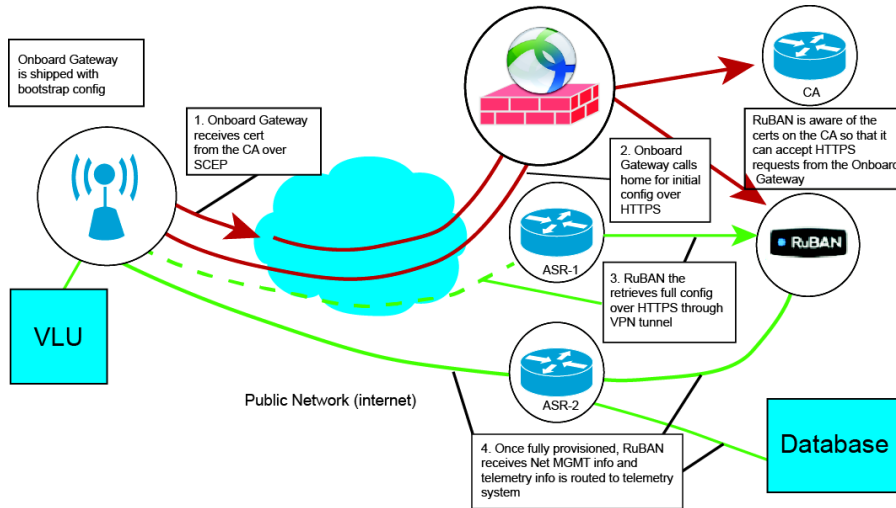 Onboard Gateway
is shipped with
bootstrap config
1. Onboard Gateway
receives cert
from the CA over
SCEP
CA
RuBAN is aware of the
certs on the CA so that it
can accept HTTPS
requests from the Onboard
Gateway
2. Onboard
Gateway calls
home for initial
config over
HTTPS
ASR-1
RuBAN
3. RuBAN the
retrieves full config
over HTTPS through
VPN tunnel
VLU
ASR-2
Public Network (internet)
4. Once fully provisioned, RuBAN
receives Net MGMT info and
telemetry info is routed to telemetry
system
Database